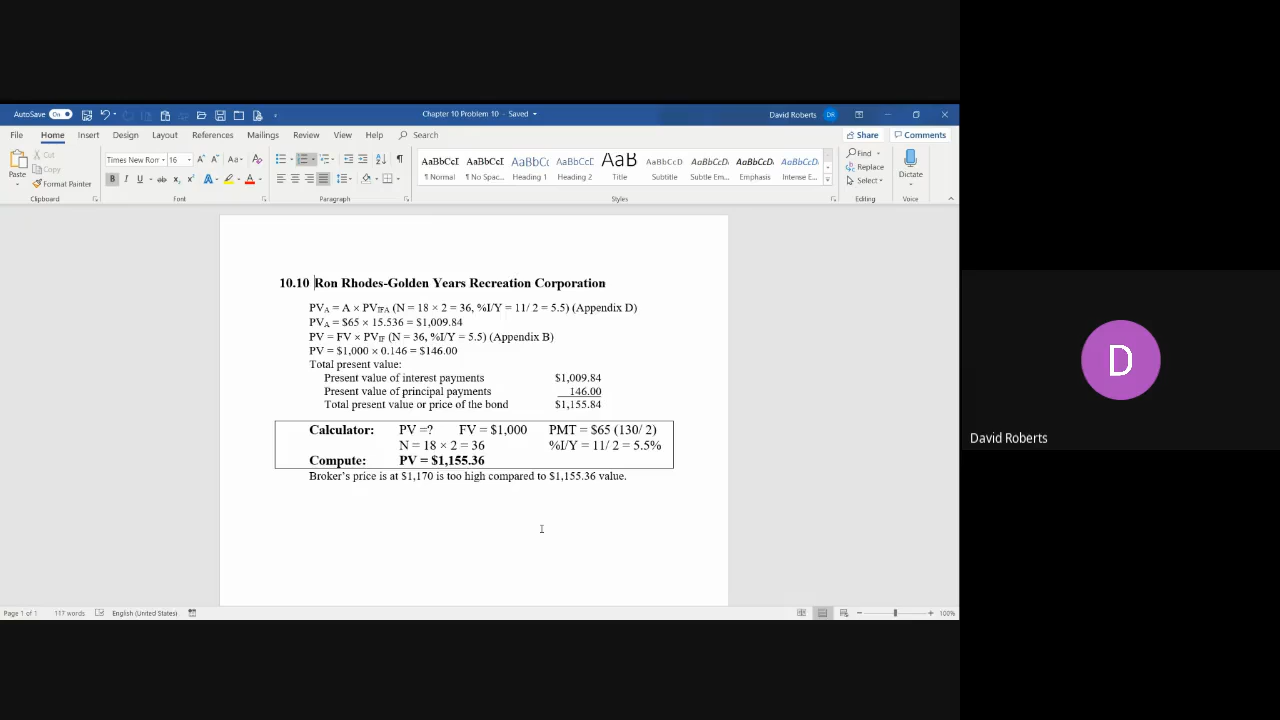 AutoSave On
Chapter 10 Problem 10 - Saved
David Roberts
DR
File Home Insert Design Layout References Mailings Review View Help Search
Share Comments
Paste
Cut
Copy
Format Painter
Clipboard
Times New Ron 16
Font
Paragraph
AaBbCcI AaBbCcI AaBbC( AaBbCcD AaB AaBbCcD AaBbCcD AaBbCcD AaBbCcD
¶ Normal ¶ No Spac... Heading 1 Heading 2 Title Subtitle Subtle Em... Emphasis Intense E...
Styles
Find
Replace
Select
Editing
Dictate
Voice
10.10 Ron Rhodes-Golden Years Recreation Corporation
PVA = A × PVIFA (N = 18 × 2 = 36, %I/Y = 11/ 2 = 5.5) (Appendix D)
PVA = $65 × 15.536 = $1,009.84
PV = FV × PVIF (N = 36, %I/Y = 5.5) (Appendix B)
PV = $1,000 × 0.146 = $146.00
Total present value:
Present value of interest payments $1,009.84
Present value of principal payments 146.00
Total present value or price of the bond $1,155.84
Calculator: PV =? FV = $1,000 PMT = $65 (130/ 2)
N = 18 × 2 = 36 %I/Y = 11/ 2 = 5.5%
Compute: PV = $1,155.36
Broker's price is at $1,170 is too high compared to $1,155.36 value.
D
David Roberts
Page 1 of 1 117 words English (United States) 100%